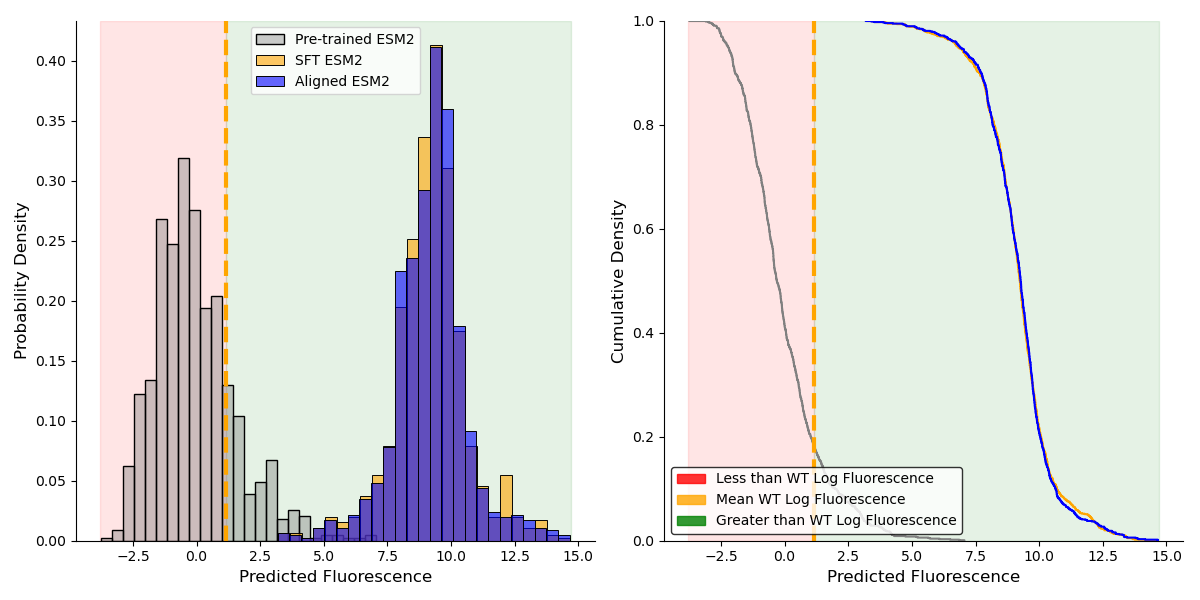 Pre-trained ESM2
SFT ESM2
Aligned ESM2
Probability Density
0.40
0.35
0.30
0.25
0.20
0.15
0.10
0.05
0.00
-2.5 0.0 2.5 5.0 7.5 10.0 12.5 15.0
Predicted Fluorescence
Cumulative Density
1.0
0.8
0.6
0.4
0.2
0.0
Less than WT Log Fluorescence
Mean WT Log Fluorescence
Greater than WT Log Fluorescence
-2.5 0.0 2.5 5.0 7.5 10.0 12.5 15.0
Predicted Fluorescence